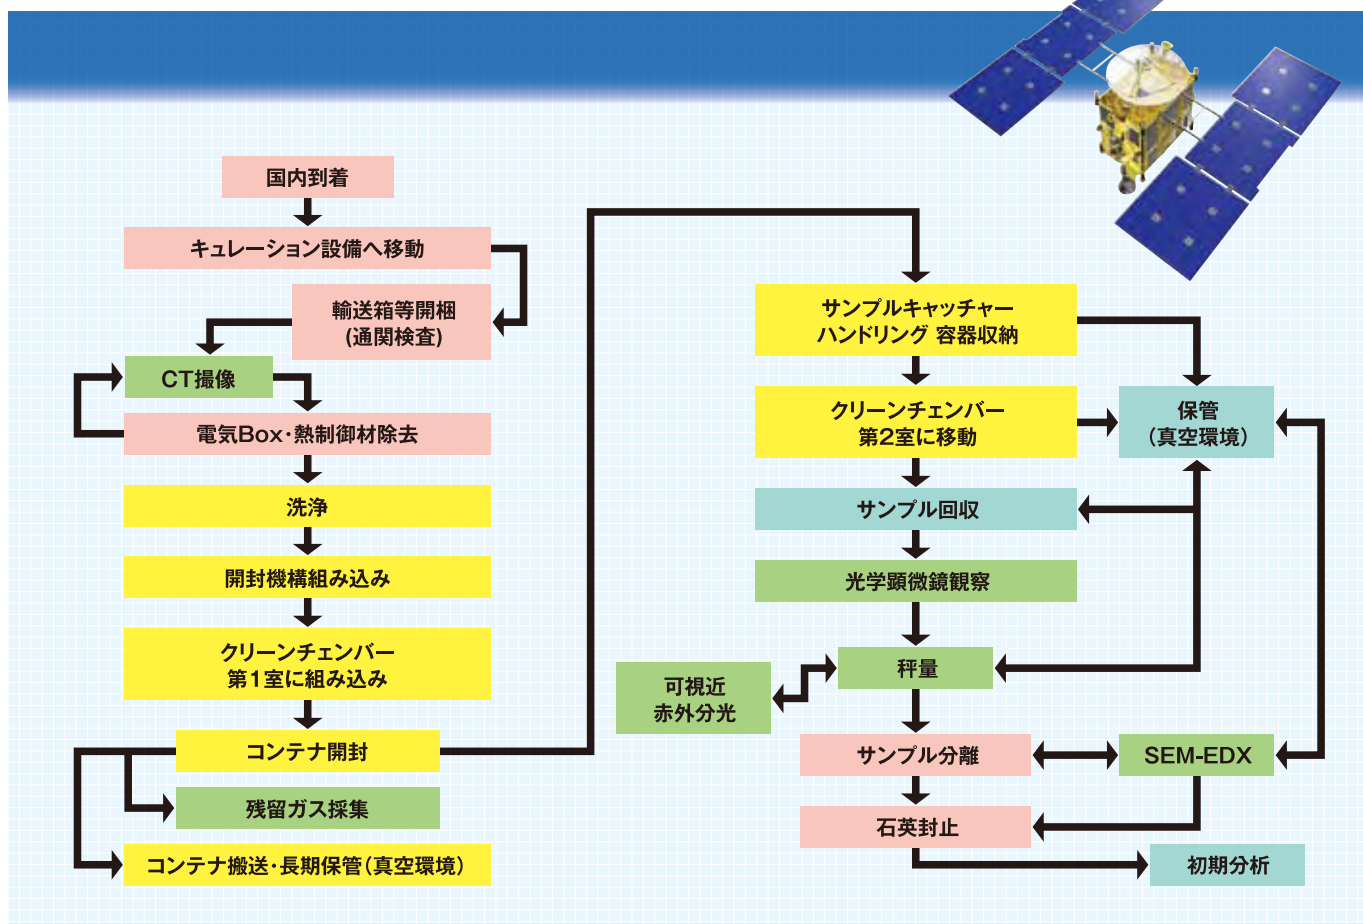 国内到着
キュレーション設備へ移動
輸送箱等開梱
(通関検査)
CT撮像
電気Box・熱制御材除去
洗浄
開封機構組み込み
クリーンチェンバー
第1室に組み込み
コンテナ開封
残留ガス採集
コンテナ搬送・長期保管(真空環境)
サンプルキャッチャー
ハンドリング 容器収納
クリーンチェンバー
第2室に移動
保管
(真空環境)
サンプル回収
光学顕微鏡観察
秤量
可視近
赤外分光
サンプル分離
SEM-EDX
石英封止
初期分析